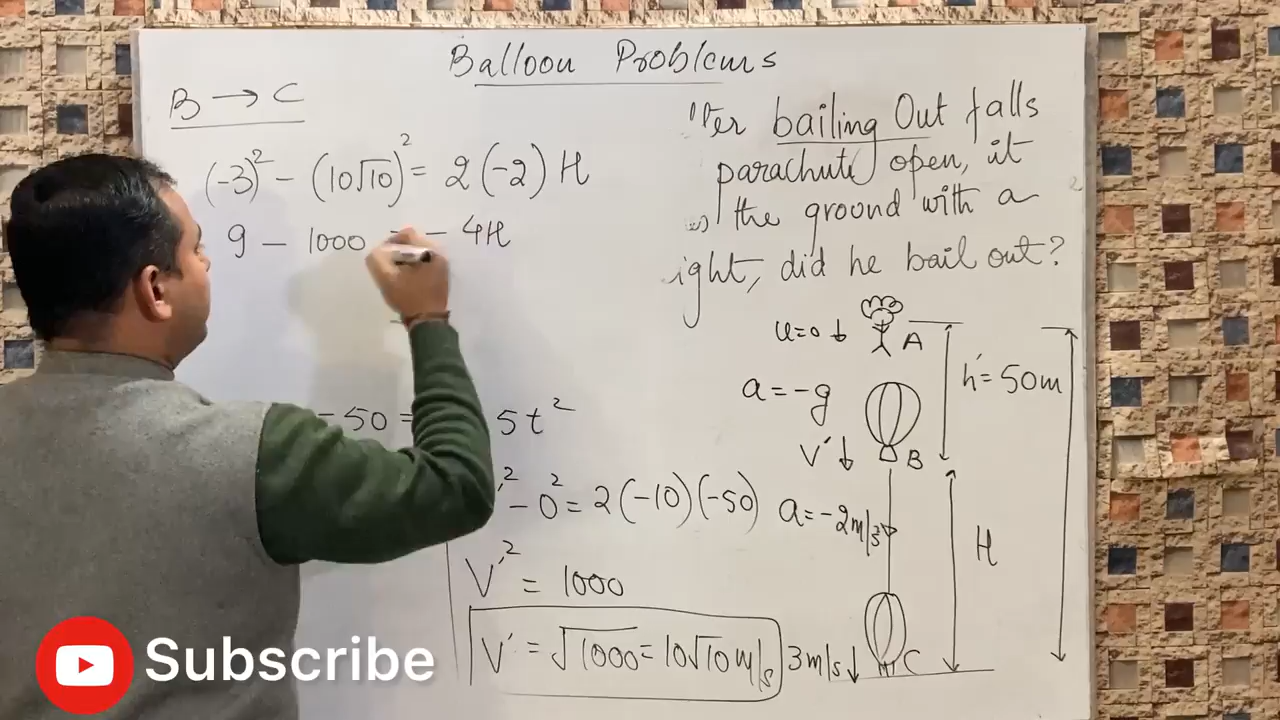 Balloon Problems
B → C
(-3)² - (10√10)² = 2 (-2) H
9 - 1000 = - 4H
bailing Out falls
parachute open, it
the ground with a
did he bail out?
u=0 ↓ A
h' = 50m
a = -g
V' ↓ B
-50 = 5t²
² - 0² = 2(-10)(-50)
a = -2m/s²
H
V'² = 1000
V' = √1000 = 10√10 m/s
3m/s ↓ C
Subscribe